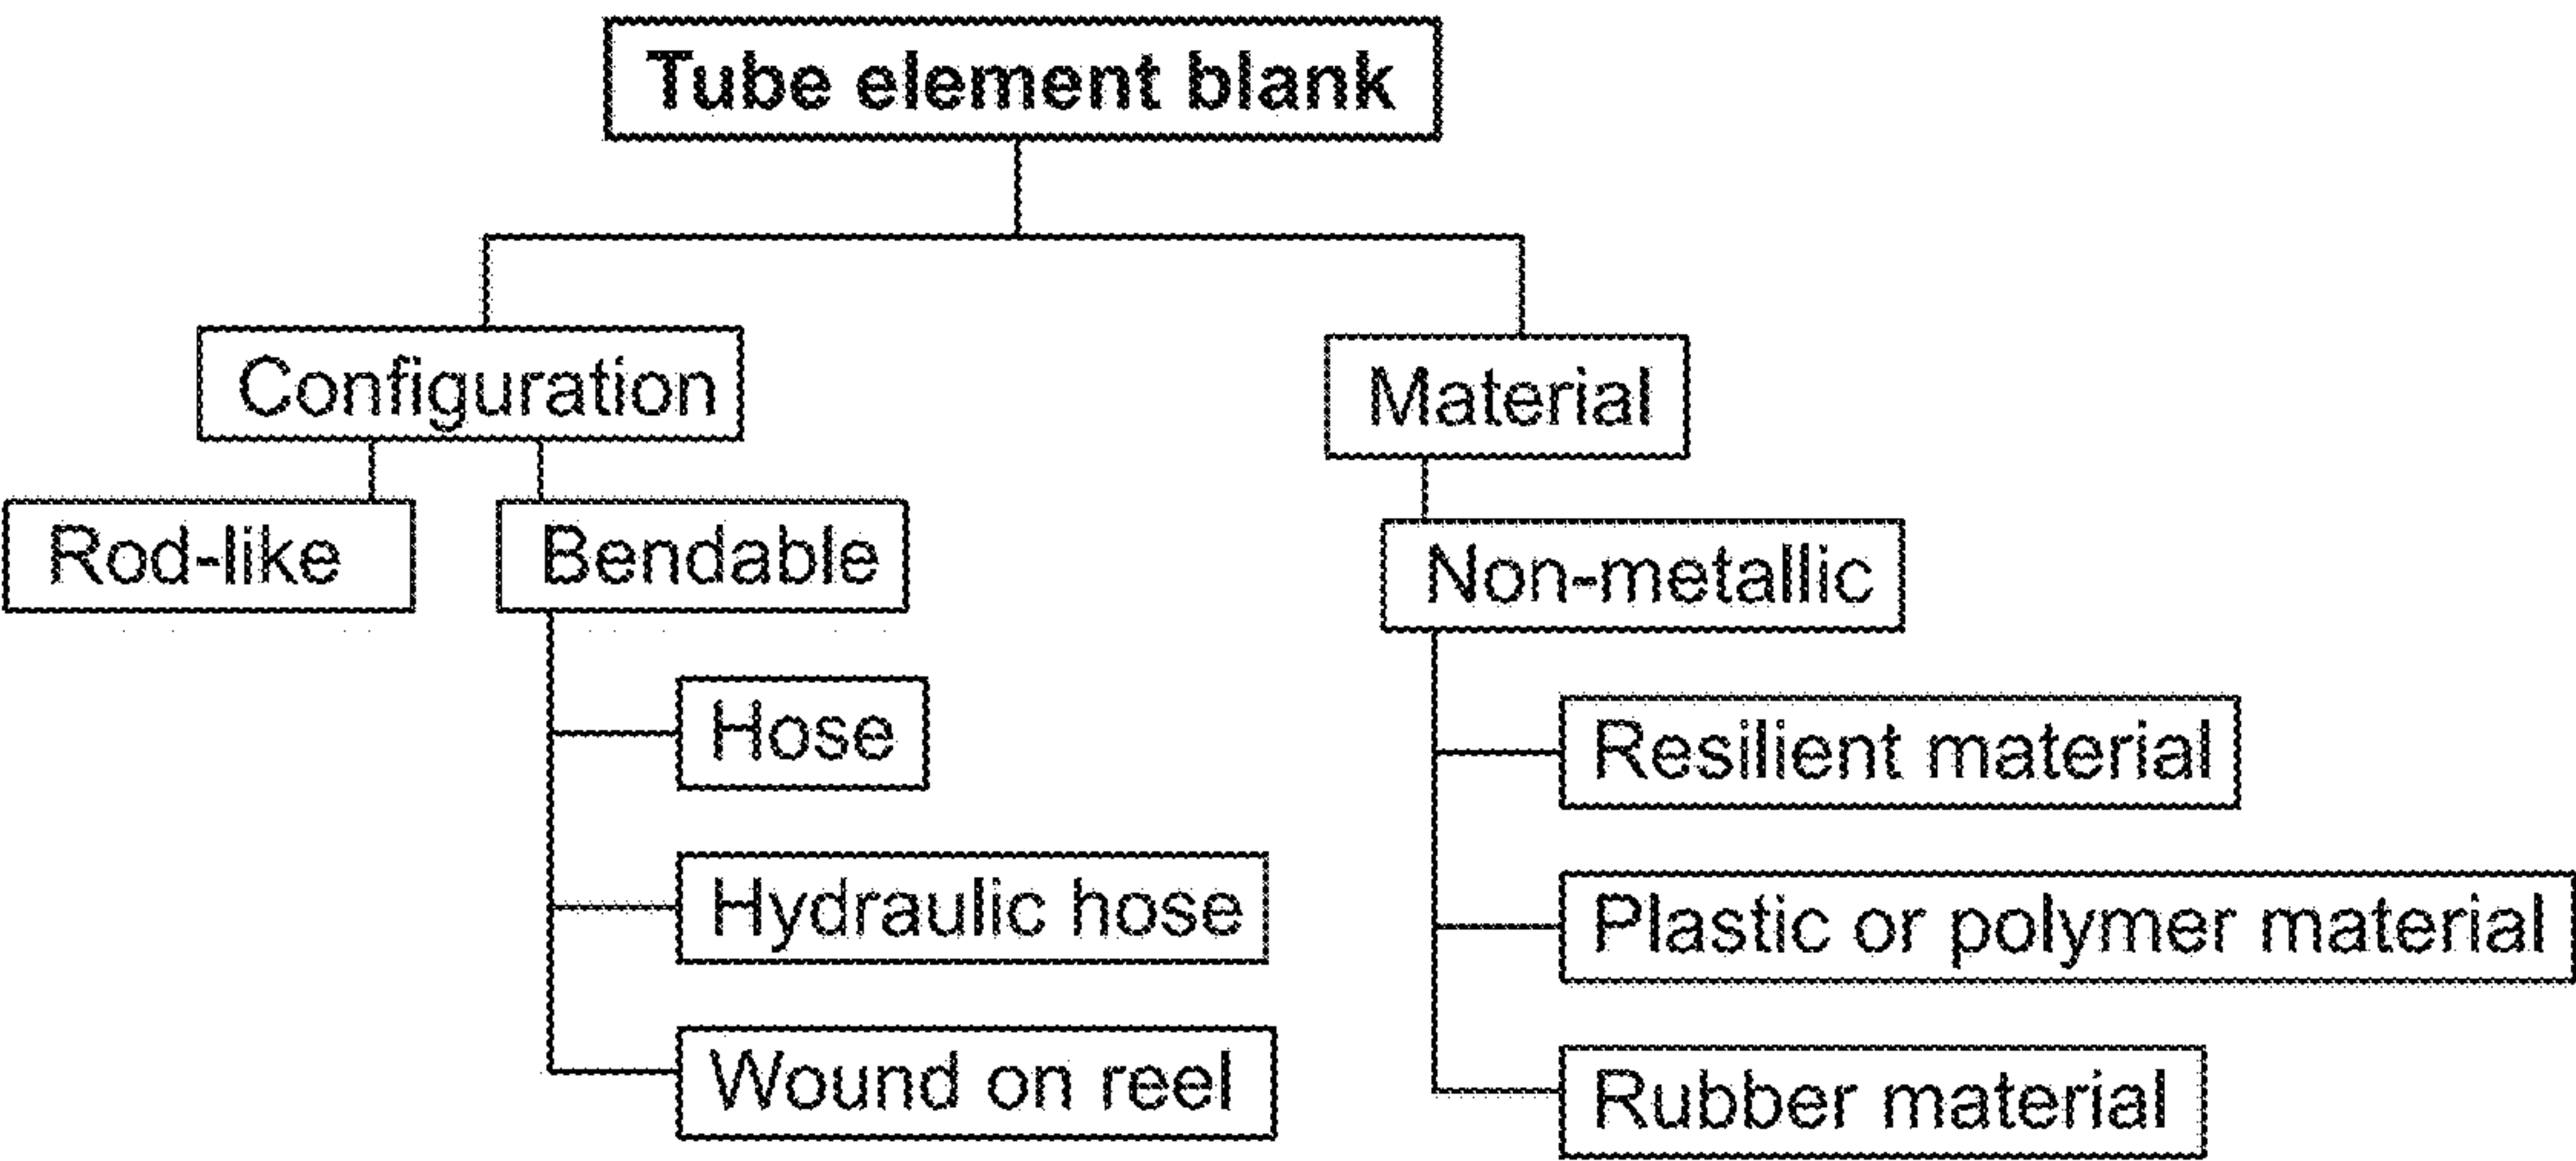 Tube element blank
Configuration
Material
Rod-like
Bendable
Non-metallic
Hose
Hydraulic hose
Wound on reel
Resilient material
Plastic or polymer material
Rubber material